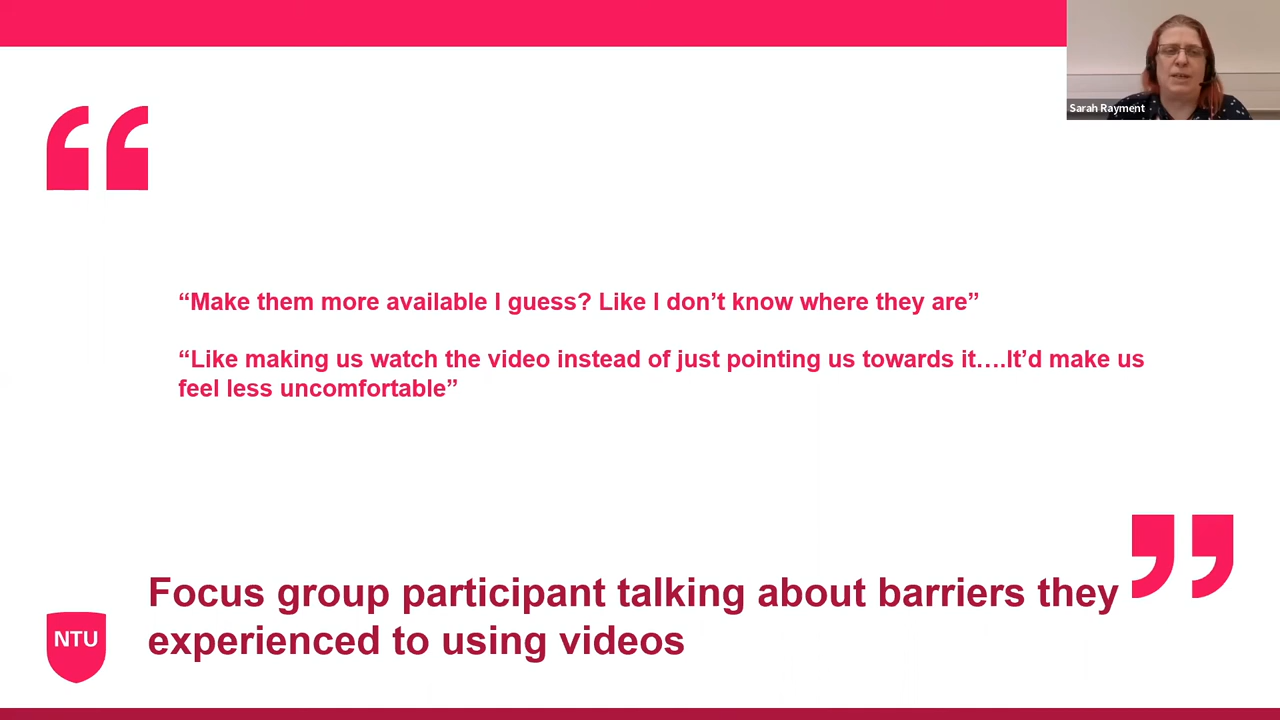 Sarah Rayment
“Make them more available I guess? Like I don’t know where they are”
“Like making us watch the video instead of just pointing us towards it….It’d make us
feel less uncomfortable”
Focus group participant talking about barriers they
experienced to using videos
NTU